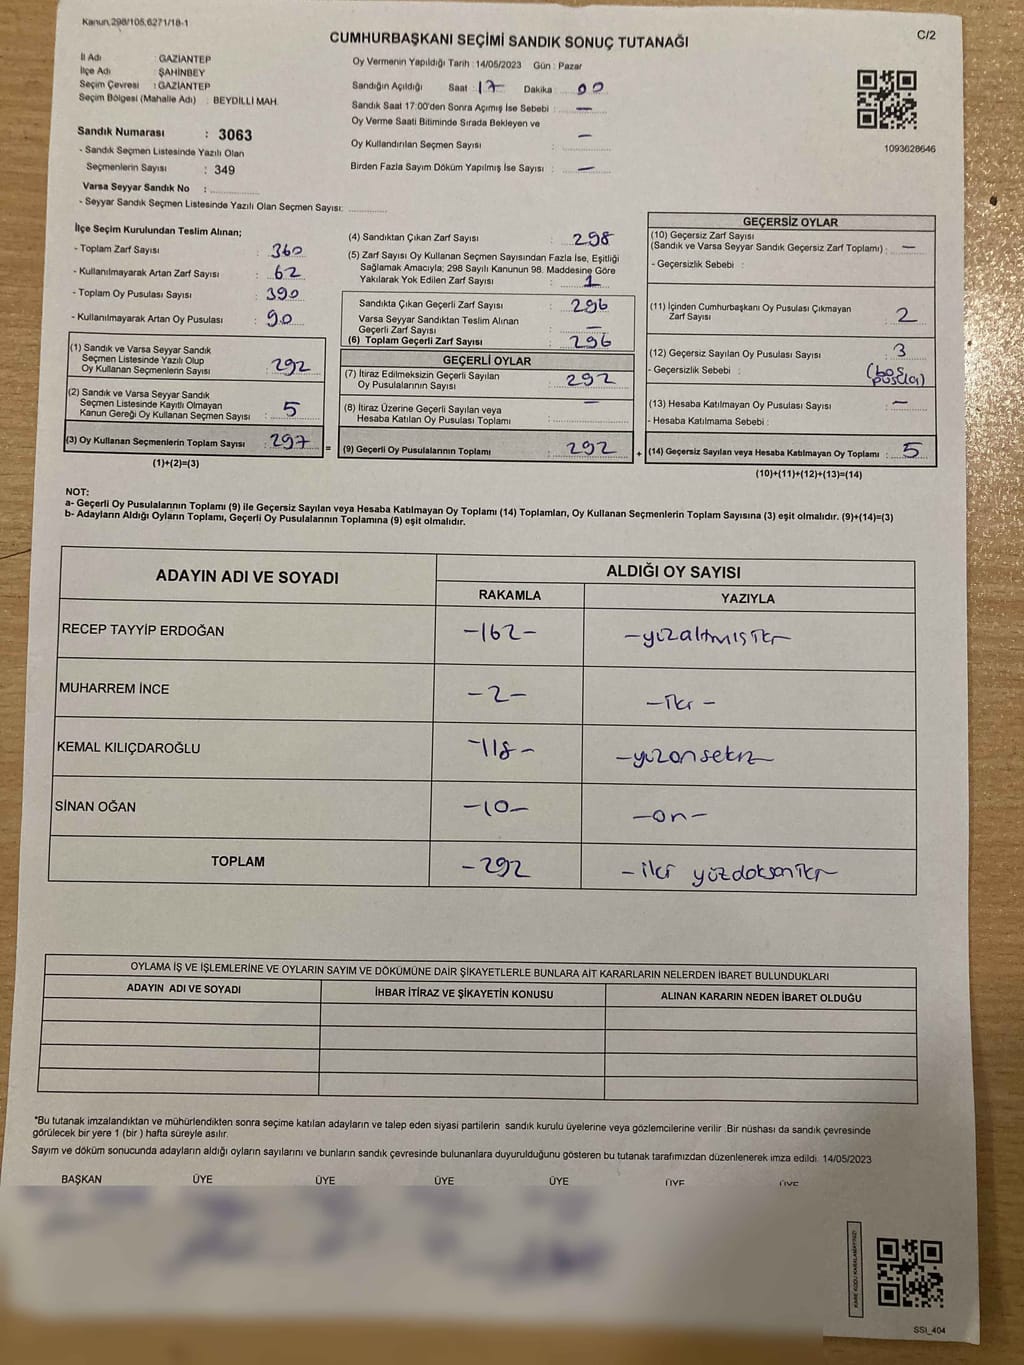 Kanun,298/105,6271/18-1
C/2
CUMHURBAŞKANI SEÇİMİ SANDIK SONUÇ TUTANAĞI
İl Adı GAZİANTEP
İlçe Adı : ŞAHİNBEY
Seçim Çevresi : GAZİANTEP
Seçim Bölgesi (Mahalle Adı) : BEYDİLLİ MAH.
Sandık Numarası : 3063
- Sandık Seçmen Listesinde Yazılı Olan
Seçmenlerin Sayısı : 349
Varsa Seyyar Sandık No :
- Seyyar Sandık Seçmen Listesinde Yazılı Olan Seçmen Sayısı:
Oy Vermenin Yapıldığı Tarih : 14/05/2023 Gün : Pazar
Sandığın Açıldığı Saat : 17 Dakika : 00
Sandık Saat 17:00'den Sonra Açımış İse Sebebi : —
Oy Verme Saati Bitiminde Sırada Bekleyen ve
Oy Kullandırılan Seçmen Sayısı : —
Birden Fazla Sayım Döküm Yapılmış İse Sayısı : —
1093628646
İlçe Seçim Kurulundan Teslim Alınan;
- Toplam Zarf Sayısı : 360
- Kullanılmayarak Artan Zarf Sayısı : 62
- Toplam Oy Pusulası Sayısı : 390
- Kullanılmayarak Artan Oy Pusulası : 90
(1) Sandık ve Varsa Seyyar Sandık
Seçmen Listesinde Yazılı Olup
Oy Kullanan Seçmenlerin Sayısı : 292
(2) Sandık ve Varsa Seyyar Sandık
Seçmen Listesinde Kayıtlı Olmayan
Kanun Gereği Oy Kullanan Seçmen Sayısı : 5
(3) Oy Kullanan Seçmenlerin Toplam Sayısı : 297 =
(1)+(2)=(3)
(4) Sandıktan Çıkan Zarf Sayısı : 298
(5) Zarf Sayısı Oy Kullanan Seçmen Sayısından Fazla İse, Eşitliği
Sağlamak Amacıyla; 298 Sayılı Kanunun 98. Maddesine Göre
Yakılarak Yok Edilen Zarf Sayısı : 1
Sandıkta Çıkan Geçerli Zarf Sayısı : 296
Varsa Seyyar Sandıktan Teslim Alınan
Geçerli Zarf Sayısı : —
(6) Toplam Geçerli Zarf Sayısı : 296
GEÇERLİ OYLAR
(7) İtiraz Edilmeksizin Geçerli Sayılan
Oy Pusulalarının Sayısı : 292
(8) İtiraz Üzerine Geçerli Sayılan veya
Hesaba Katılan Oy Pusulası Toplamı : —
(9) Geçerli Oy Pusulalarının Toplamı : 292 +
GEÇERSİZ OYLAR
(10) Geçersiz Zarf Sayısı
(Sandık ve Varsa Seyyar Sandık Geçersiz Zarf Toplamı) : —
- Geçersizlik Sebebi :
(11) İçinden Cumhurbaşkanı Oy Pusulası Çıkmayan
Zarf Sayısı : 2
(12) Geçersiz Sayılan Oy Pusulası Sayısı : 3
- Geçersizlik Sebebi :
(13) Hesaba Katılmayan Oy Pusulası Sayısı : —
- Hesaba Katılmama Sebebi :
(14) Geçersiz Sayılan veya Hesaba Katılmayan Oy Toplamı : 5
(10)+(11)+(12)+(13)=(14)
NOT:
a- Geçerli Oy Pusulalarının Toplamı (9) ile Geçersiz Sayılan veya Hesaba Katılmayan Oy Toplamı (14) Toplamları, Oy Kullanan Seçmenlerin Toplam Sayısına (3) eşit olmalıdır. (9)+(14)=(3)
b- Adayların Aldığı Oyların Toplamı, Geçerli Oy Pusulalarının Toplamına (9) eşit olmalıdır.
ADAYIN ADI VE SOYADI ALDIĞI OY SAYISI
RAKAMLA YAZIYLA
RECEP TAYYİP ERDOĞAN -162- -yüzaltmışiki
MUHARREM İNCE -2- -iki -
KEMAL KILIÇDAROĞLU -118- -yüzonsekiz
SİNAN OĞAN -10- -on-
TOPLAM -292 - iki yüzdoksaniki
OYLAMA İŞ VE İŞLEMLERİNE VE OYLARIN SAYIM VE DÖKÜMÜNE DAİR ŞİKAYETLERLE BUNLARA AİT KARARLARIN NELERDEN İBARET BULUNDUKLARI
ADAYIN ADI VE SOYADI İHBAR İTİRAZ VE ŞİKAYETİN KONUSU ALINAN KARARIN NEDEN İBARET OLDUĞU
*Bu tutanak imzalandıktan ve mühürlendikten sonra seçime katılan adayların ve talep eden siyasi partilerin sandık kurulu üyelerine veya gözlemcilerine verilir .Bir nüshası da sandık çevresinde
görülecek bir yere 1 (bir ) hafta süreyle asılır.
Sayım ve döküm sonucunda adayların aldığı oyların sayılarını ve bunların sandık çevresinde bulunanlara duyurulduğunu gösteren bu tutanak tarafımızdan düzenlenerek imza edildi. 14/05/2023
BAŞKAN ÜYE ÜYE ÜYE ÜYE ÜYE ÜYE
SSI_404